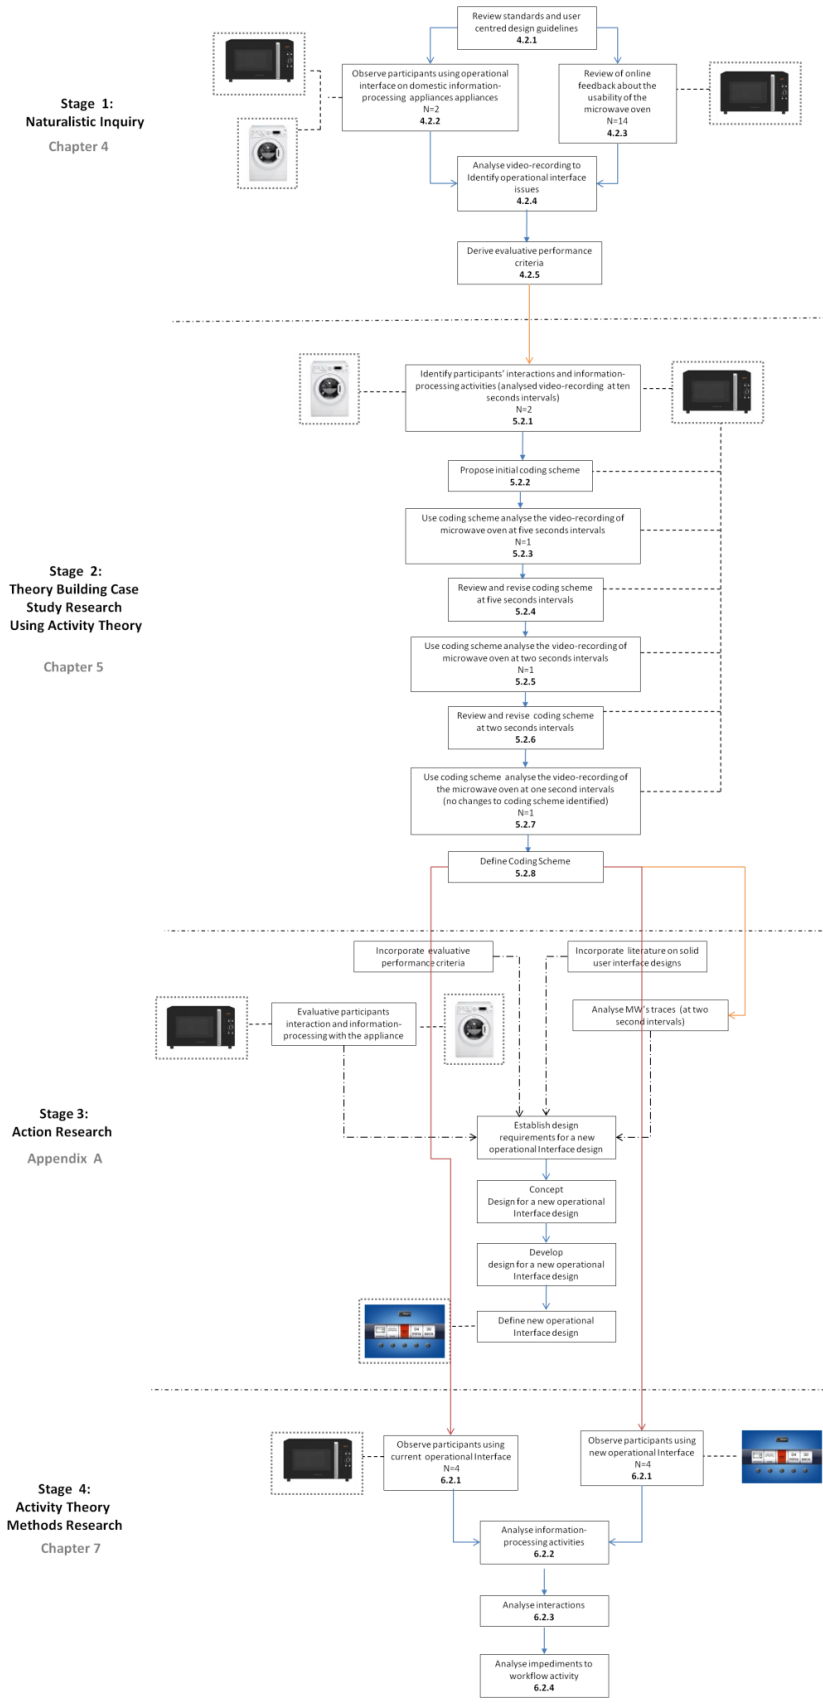 Review standards and user
centred design guidelines
4.2.1
Stage 1:
Naturalistic Inquiry
Chapter 4
Observe participants using operational
interface on domestic information-
processing appliances appliances
N=2
4.2.2
Review of online
feedback about the
usability of the
microwave oven
N=14
4.2.3
Analyse video-recording to
Identify operational interface
issues
4.2.4
Derive evaluative performance
criteria
4.2.5
Stage 2:
Theory Building Case
Study Research
Using Activity Theory
Chapter 5
Identify participants' interactions and information-
processing activities (analysed video-recording at ten
seconds intervals)
N=2
5.2.1
Propose initial coding scheme
5.2.2
Use coding scheme analyse the video-recording of
microwave oven at five seconds intervals
N=1
5.2.3
Review and revise coding scheme
at five seconds intervals
5.2.4
Use coding scheme analyse the video-recording of
microwave oven at two seconds intervals
N=1
5.2.5
Review and revise coding scheme
at two seconds intervals
5.2.6
Use coding scheme analyse the video-recording of
the microwave oven at one second intervals
(no changes to coding scheme identified)
N=1
5.2.7
Define Coding Scheme
5.2.8
Stage 3:
Action Research
Appendix A
Incorporate evaluative
performance criteria
Incorporate literature on solid
user interface designs
Evaluative participants
interaction and information-
processing with the appliance
Analyse MW's traces (at two
second intervals)
Establish design
requirements for a new
operational Interface design
Concept
Design for a new operational
Interface design
Develop
design for a new operational
Interface design
Define new operational
Interface design
Stage 4:
Activity Theory
Methods Research
Chapter 7
Observe participants using
current operational Interface
N=4
6.2.1
Observe participants using
new operational Interface
N=4
6.2.1
Analyse information-
processing activities
6.2.2
Analyse interactions
6.2.3
Analyse impediments to
workflow activity
6.2.4